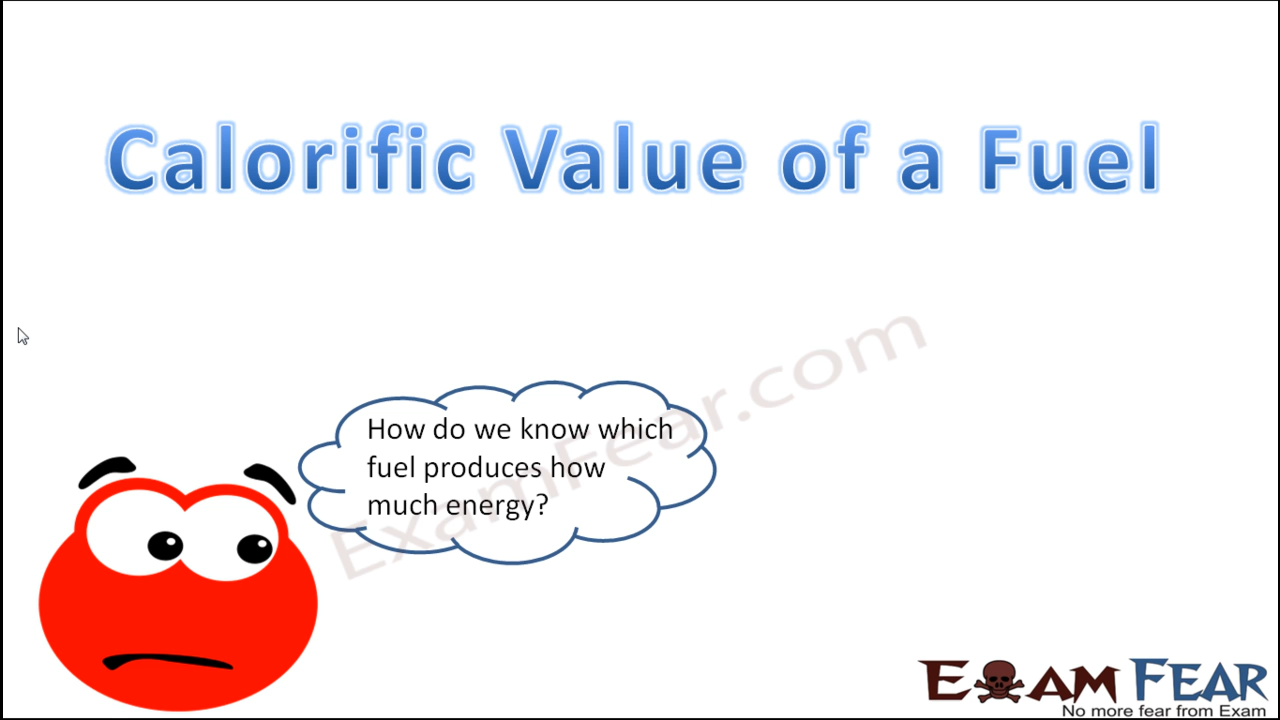 Calorific Value of a Fuel
How do we know which
fuel produces how
much energy?
ExamFear.com
EXAM FEAR
No more fear from Exam